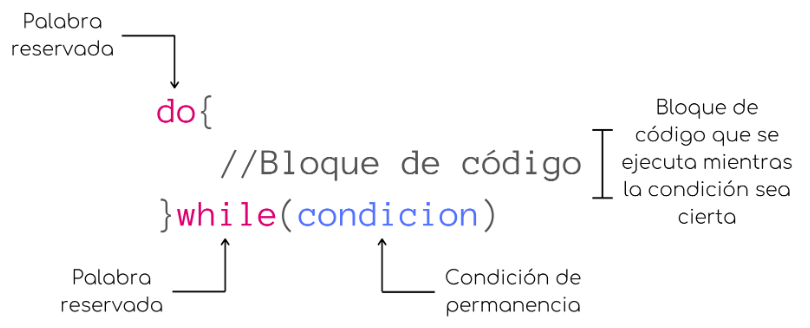 Palabra
reservada
do{
//Bloque de código
}while(condicion)
Bloque de
código que se
ejecuta mientras
la condición sea
cierta
Palabra
reservada
Condición de
permanencia